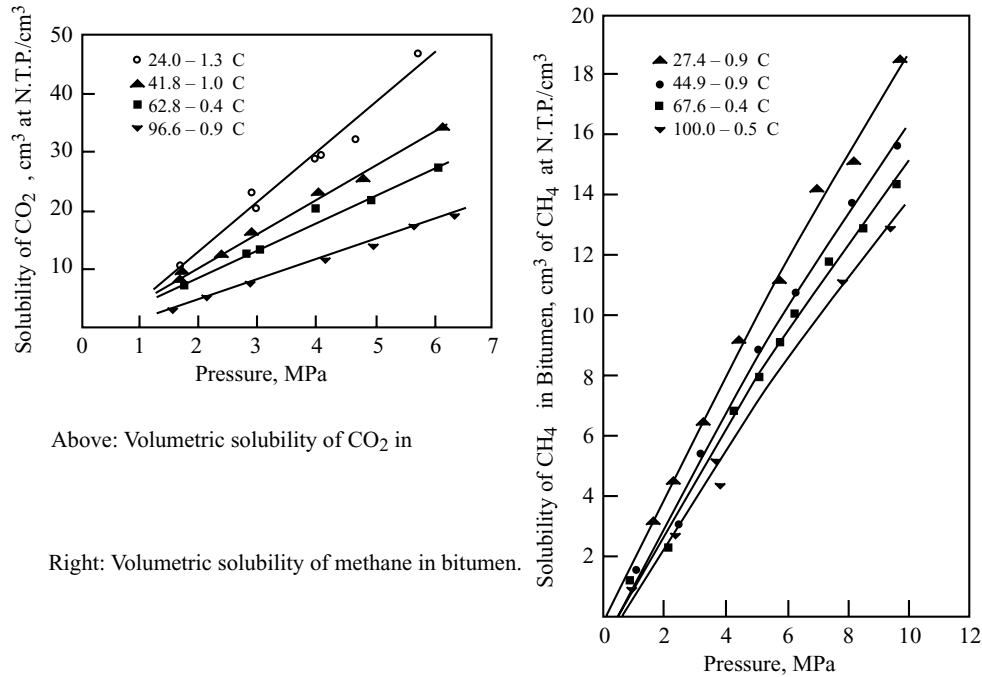 50
40
30
20
10
0
1
2
3
4
5
6
7
Solubility of CO2 , cm3 at N.T.P./cm3
Pressure, MPa
24.0 – 1.3 C
41.8 – 1.0 C
62.8 – 0.4 C
96.6 – 0.9 C
Above: Volumetric solubility of CO2 in
Right: Volumetric solubility of methane in bitumen.
20
18
16
14
12
10
8
6
4
2
0
2
4
6
8
10
12
Solubility of CH4 in Bitumen, cm3 of CH4 at N.T.P./cm3
Pressure, MPa
27.4 – 0.9 C
44.9 – 0.9 C
67.6 – 0.4 C
100.0 – 0.5 C